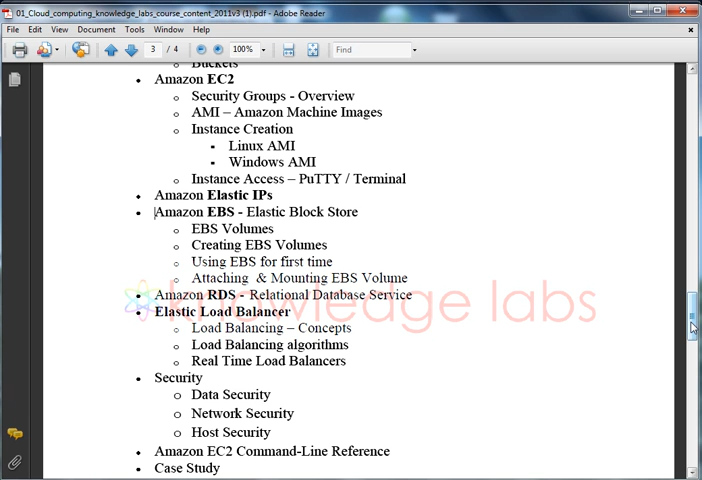 01_Cloud_computing_knowledge_labs_course_content_2011v3 (1).pdf - Adobe Reader
File Edit View Document Tools Window Help
3 / 4 100% Find
Buckets
• Amazon EC2
o Security Groups - Overview
o AMI – Amazon Machine Images
o Instance Creation
▪ Linux AMI
▪ Windows AMI
o Instance Access – PuTTY / Terminal
• Amazon Elastic IPs
• Amazon EBS - Elastic Block Store
o EBS Volumes
o Creating EBS Volumes
o Using EBS for first time
o Attaching & Mounting EBS Volume
• Amazon RDS - Relational Database Service
knowledge labs
• Elastic Load Balancer
o Load Balancing – Concepts
o Load Balancing algorithms
o Real Time Load Balancers
• Security
o Data Security
o Network Security
o Host Security
• Amazon EC2 Command-Line Reference
• Case Study